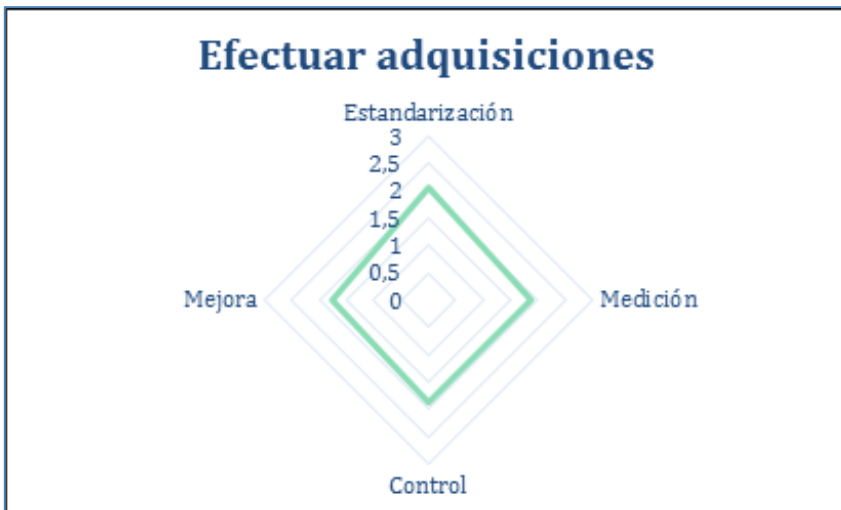 Efectuar adquisiciones
Estandarización
3
2,5
2
1,5
1
0,5
0
Mejora
Medición
Control